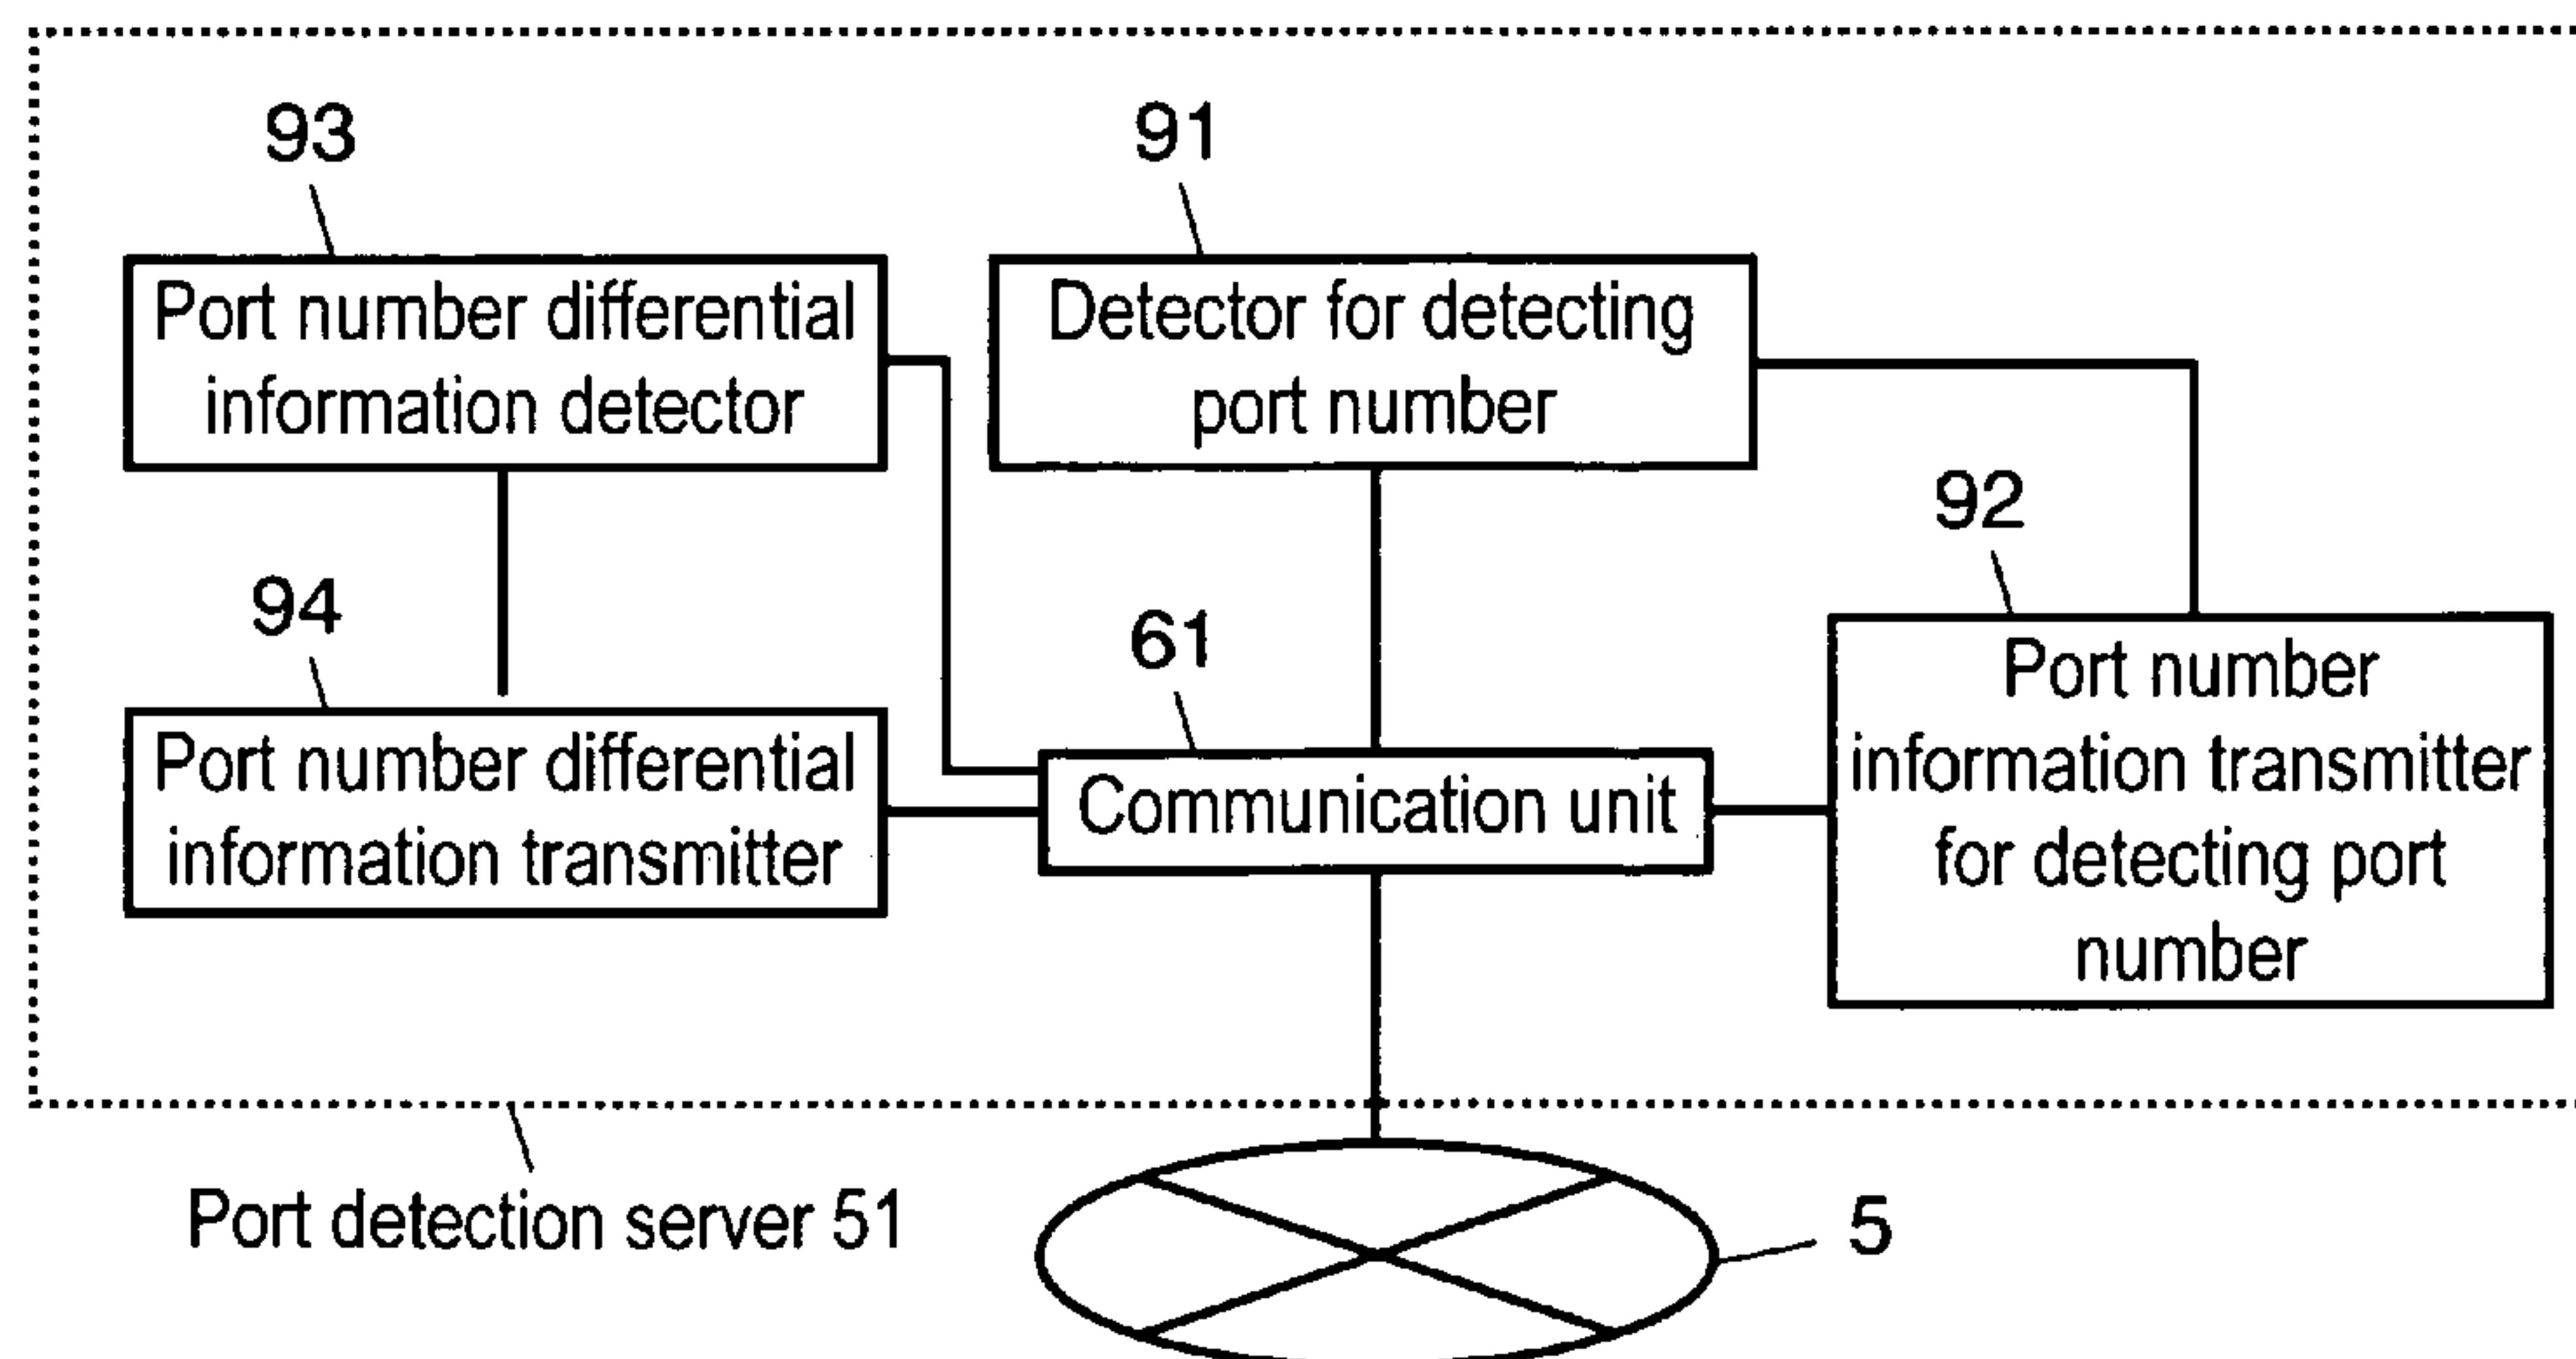 93
91
Port number differential
information detector
Detector for detecting
port number
92
94
61
Port number differential
information transmitter
Communication unit
Port number
information transmitter
for detecting port
number
Port detection server 51
5